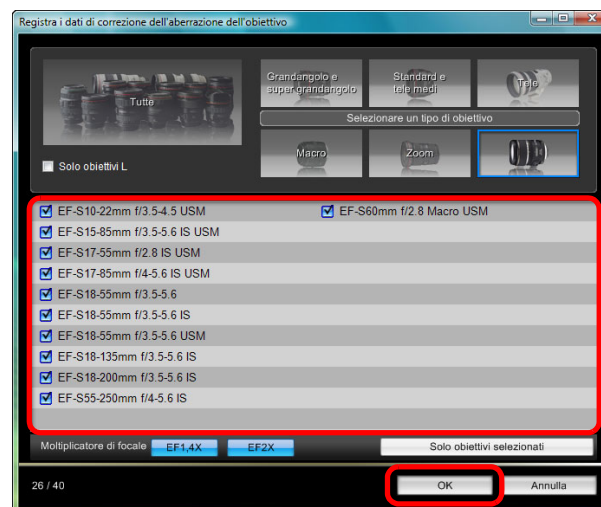 Registra i dati di correzione dell'aberrazione dell'obiettivo
Tutte
Grandangolo e
super grandangolo
Standard e
tele medi
Tele
Selezionare un tipo di obiettivo
Macro
Zoom
Solo obiettivi L
EF-S10-22mm f/3.5-4.5 USM
EF-S15-85mm f/3.5-5.6 IS USM
EF-S17-55mm f/2.8 IS USM
EF-S17-85mm f/4-5.6 IS USM
EF-S18-55mm f/3.5-5.6
EF-S18-55mm f/3.5-5.6 IS
EF-S18-55mm f/3.5-5.6 USM
EF-S18-135mm f/3.5-5.6 IS
EF-S18-200mm f/3.5-5.6 IS
EF-S55-250mm f/4-5.6 IS
EF-S60mm f/2.8 Macro USM
Moltiplicatore di focale
EF1,4X
EF2X
Solo obiettivi selezionati
26 / 40
OK
Annulla